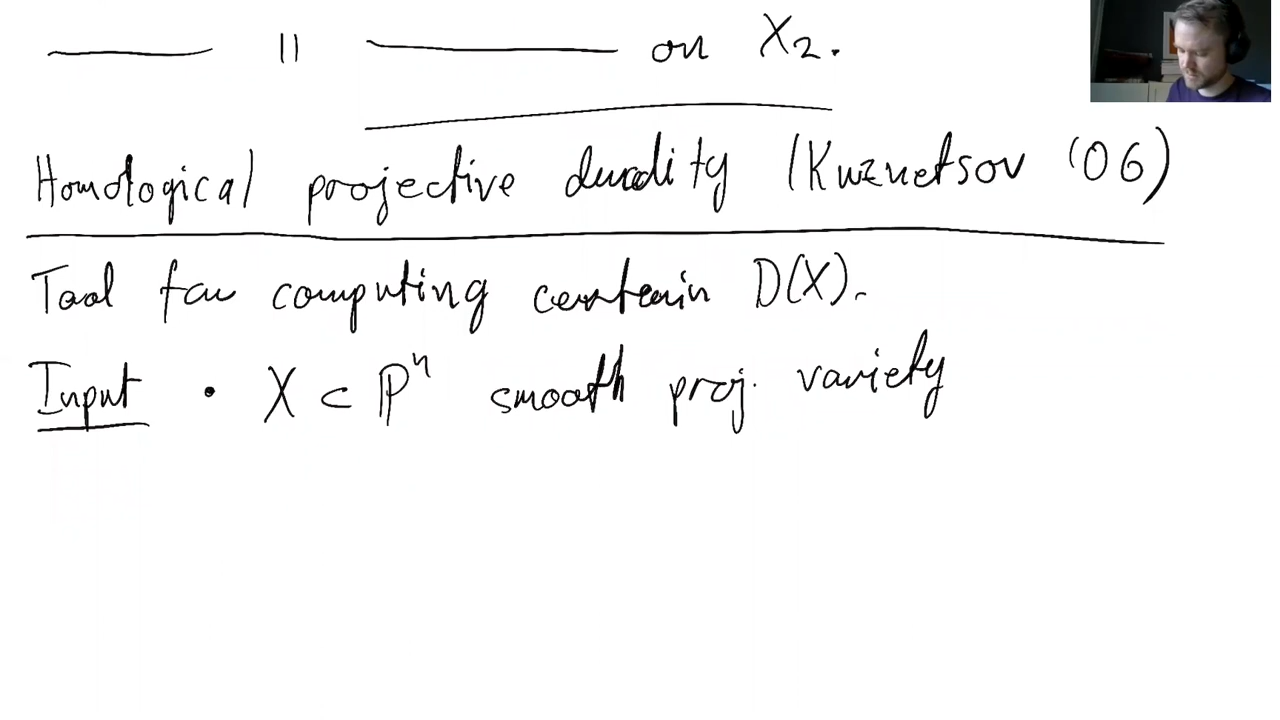 —— 〃 —— on X₂.
Homological projective duality (Kuznetsov '06)
Tool for computing certain D(X).
Input • X ⊂ ℙⁿ smooth proj. variety